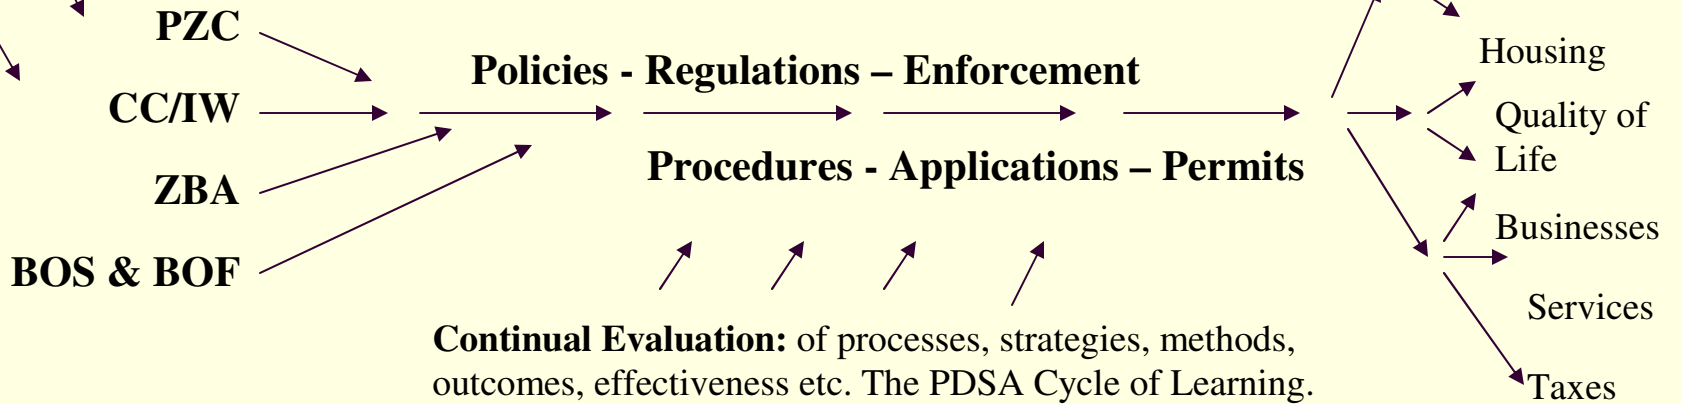 PZC
CC/IW
ZBA
BOS & BOF
Policies - Regulations – Enforcement
Procedures - Applications – Permits
Continual Evaluation: of processes, strategies, methods,
outcomes, effectiveness etc. The PDSA Cycle of Learning.
Housing
Quality of
Life
Businesses
Services
Taxes